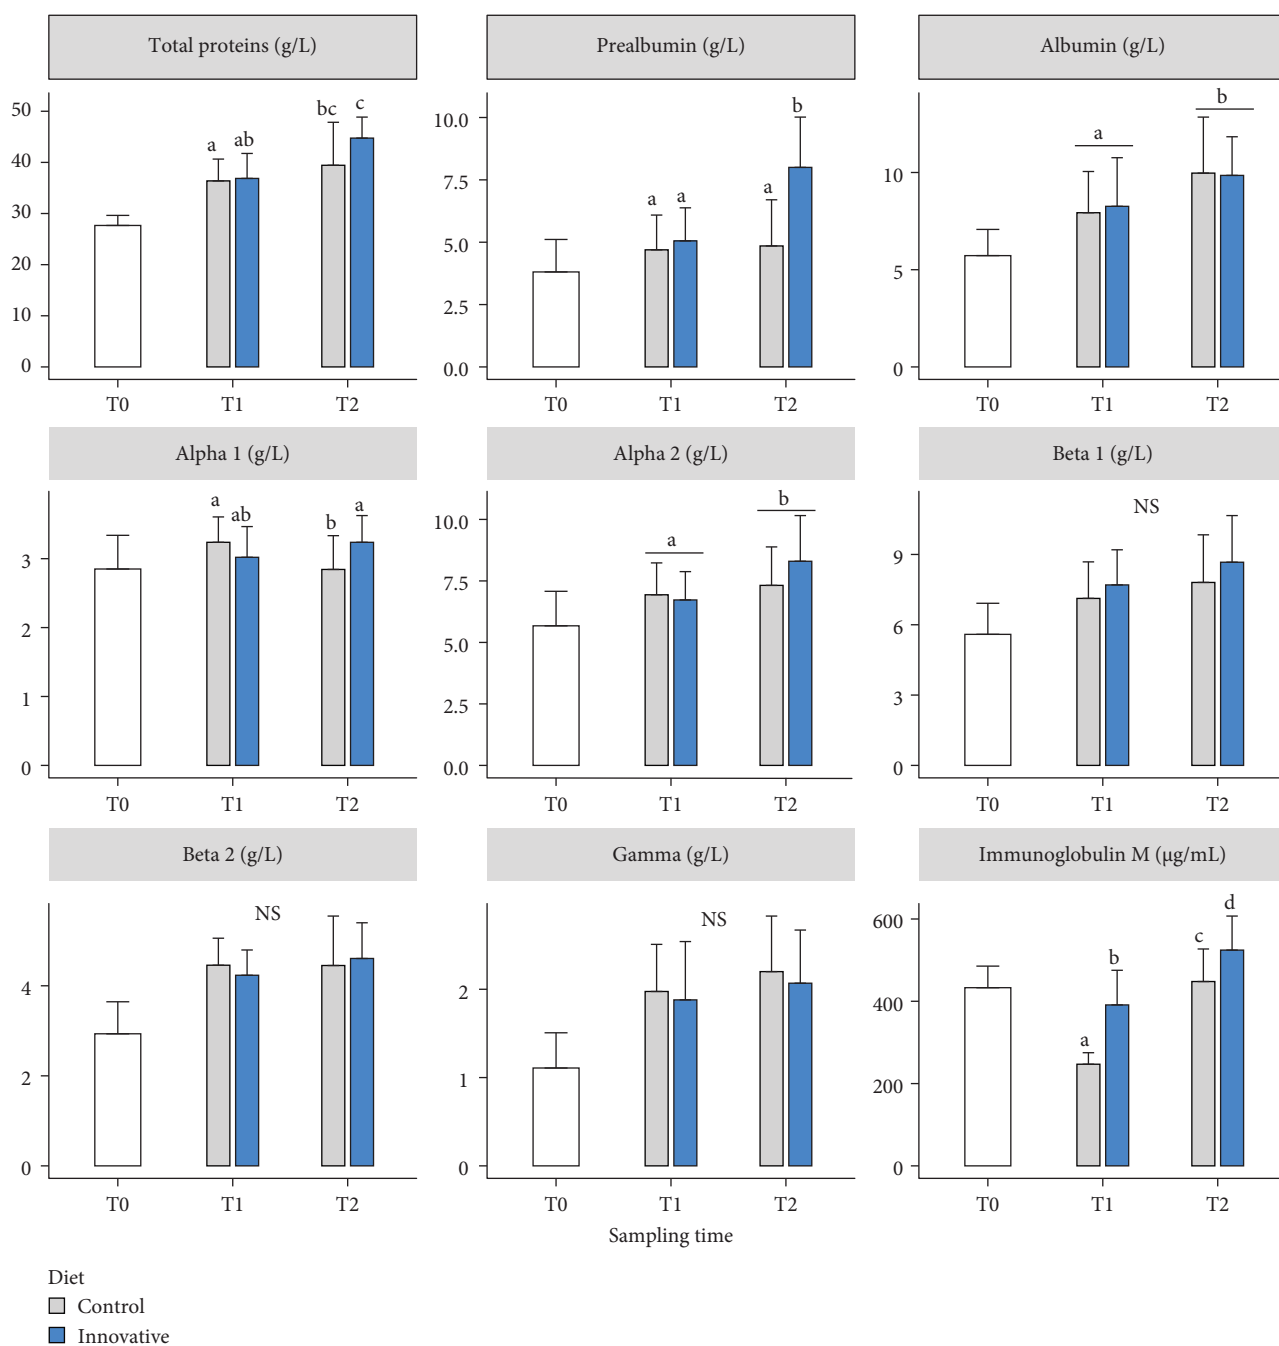 Total proteins (g/L)
Prealbumin (g/L)
Albumin (g/L)
50
40
30
20
10
0
a
ab
bc
c
T0
T1
T2
10.0
7.5
5.0
2.5
0.0
a
a
a
b
T0
T1
T2
10
5
0
a
b
T0
T1
T2
Alpha 1 (g/L)
Alpha 2 (g/L)
Beta 1 (g/L)
3
2
1
0
a
ab
b
a
T0
T1
T2
10.0
7.5
5.0
2.5
0.0
a
b
T0
T1
T2
9
6
3
0
NS
T0
T1
T2
Beta 2 (g/L)
Gamma (g/L)
Immunoglobulin M (μg/mL)
4
2
0
NS
T0
T1
T2
2
1
0
NS
T0
T1
T2
600
400
200
0
a
b
c
d
T0
T1
T2
Sampling time
Diet
Control
Innovative